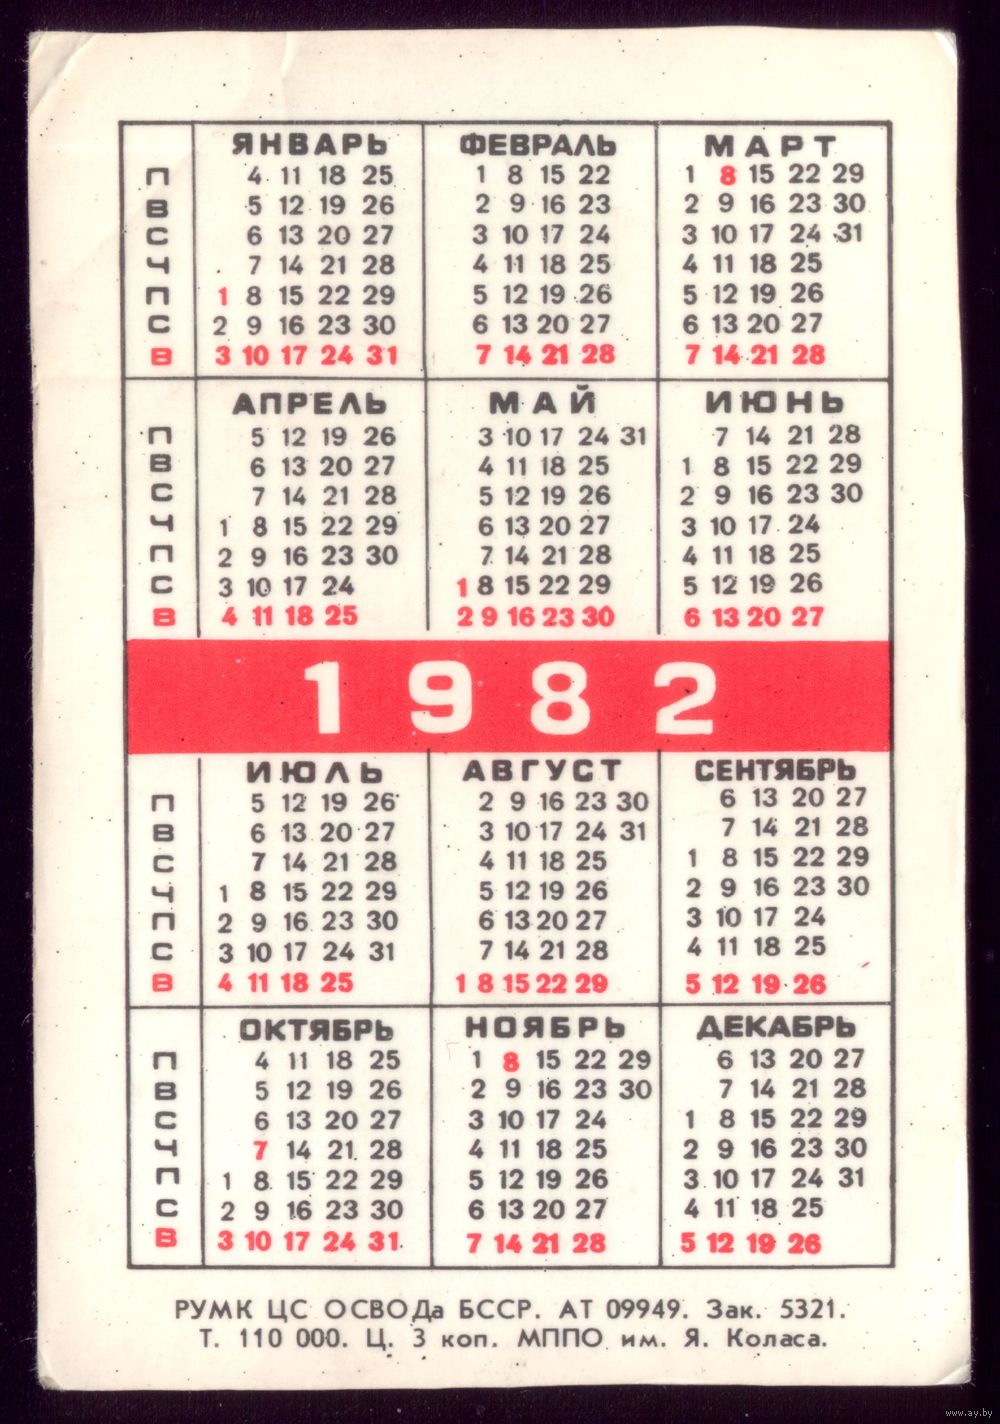 ЯНВАРЬ ФЕВРАЛЬ МАРТ
П 4 11 18 25 1 8 15 22 1 8 15 22 29
В 5 12 19 26 2 9 16 23 2 9 16 23 30
С 6 13 20 27 3 10 17 24 3 10 17 24 31
Ч 7 14 21 28 4 11 18 25 4 11 18 25
П 1 8 15 22 29 5 12 19 26 5 12 19 26
С 2 9 16 23 30 6 13 20 27 6 13 20 27
В 3 10 17 24 31 7 14 21 28 7 14 21 28
АПРЕЛЬ МАЙ ИЮНЬ
П 5 12 19 26 3 10 17 24 31 7 14 21 28
В 6 13 20 27 4 11 18 25 1 8 15 22 29
С 7 14 21 28 5 12 19 26 2 9 16 23 30
Ч 1 8 15 22 29 6 13 20 27 3 10 17 24
П 2 9 16 23 30 7 14 21 28 4 11 18 25
С 3 10 17 24 1 8 15 22 29 5 12 19 26
В 4 11 18 25 2 9 16 23 30 6 13 20 27
1982
ИЮЛЬ АВГУСТ СЕНТЯБРЬ
П 5 12 19 26 2 9 16 23 30 6 13 20 27
В 6 13 20 27 3 10 17 24 31 7 14 21 28
С 7 14 21 28 4 11 18 25 1 8 15 22 29
Ч 1 8 15 22 29 5 12 19 26 2 9 16 23 30
П 2 9 16 23 30 6 13 20 27 3 10 17 24
С 3 10 17 24 31 7 14 21 28 4 11 18 25
В 4 11 18 25 1 8 15 22 29 5 12 19 26
ОКТЯБРЬ НОЯБРЬ ДЕКАБРЬ
П 4 11 18 25 1 8 15 22 29 6 13 20 27
В 5 12 19 26 2 9 16 23 30 7 14 21 28
С 6 13 20 27 3 10 17 24 1 8 15 22 29
Ч 7 14 21 28 4 11 18 25 2 9 16 23 30
П 1 8 15 22 29 5 12 19 26 3 10 17 24 31
С 2 9 16 23 30 6 13 20 27 4 11 18 25
В 3 10 17 24 31 7 14 21 28 5 12 19 26
РУМК ЦС ОСВОДа БССР. АТ 09949. Зак. 5321.
Т. 110 000. Ц. 3 коп. МППО им. Я. Коласа.
www.ay.by